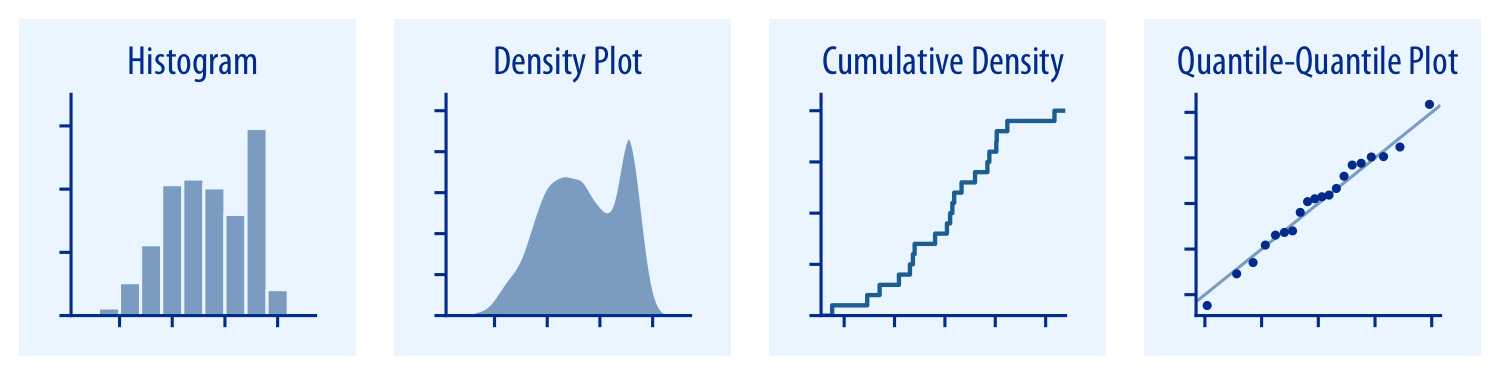 Histogram
Density Plot
Cumulative Density
Quantile-Quantile Plot